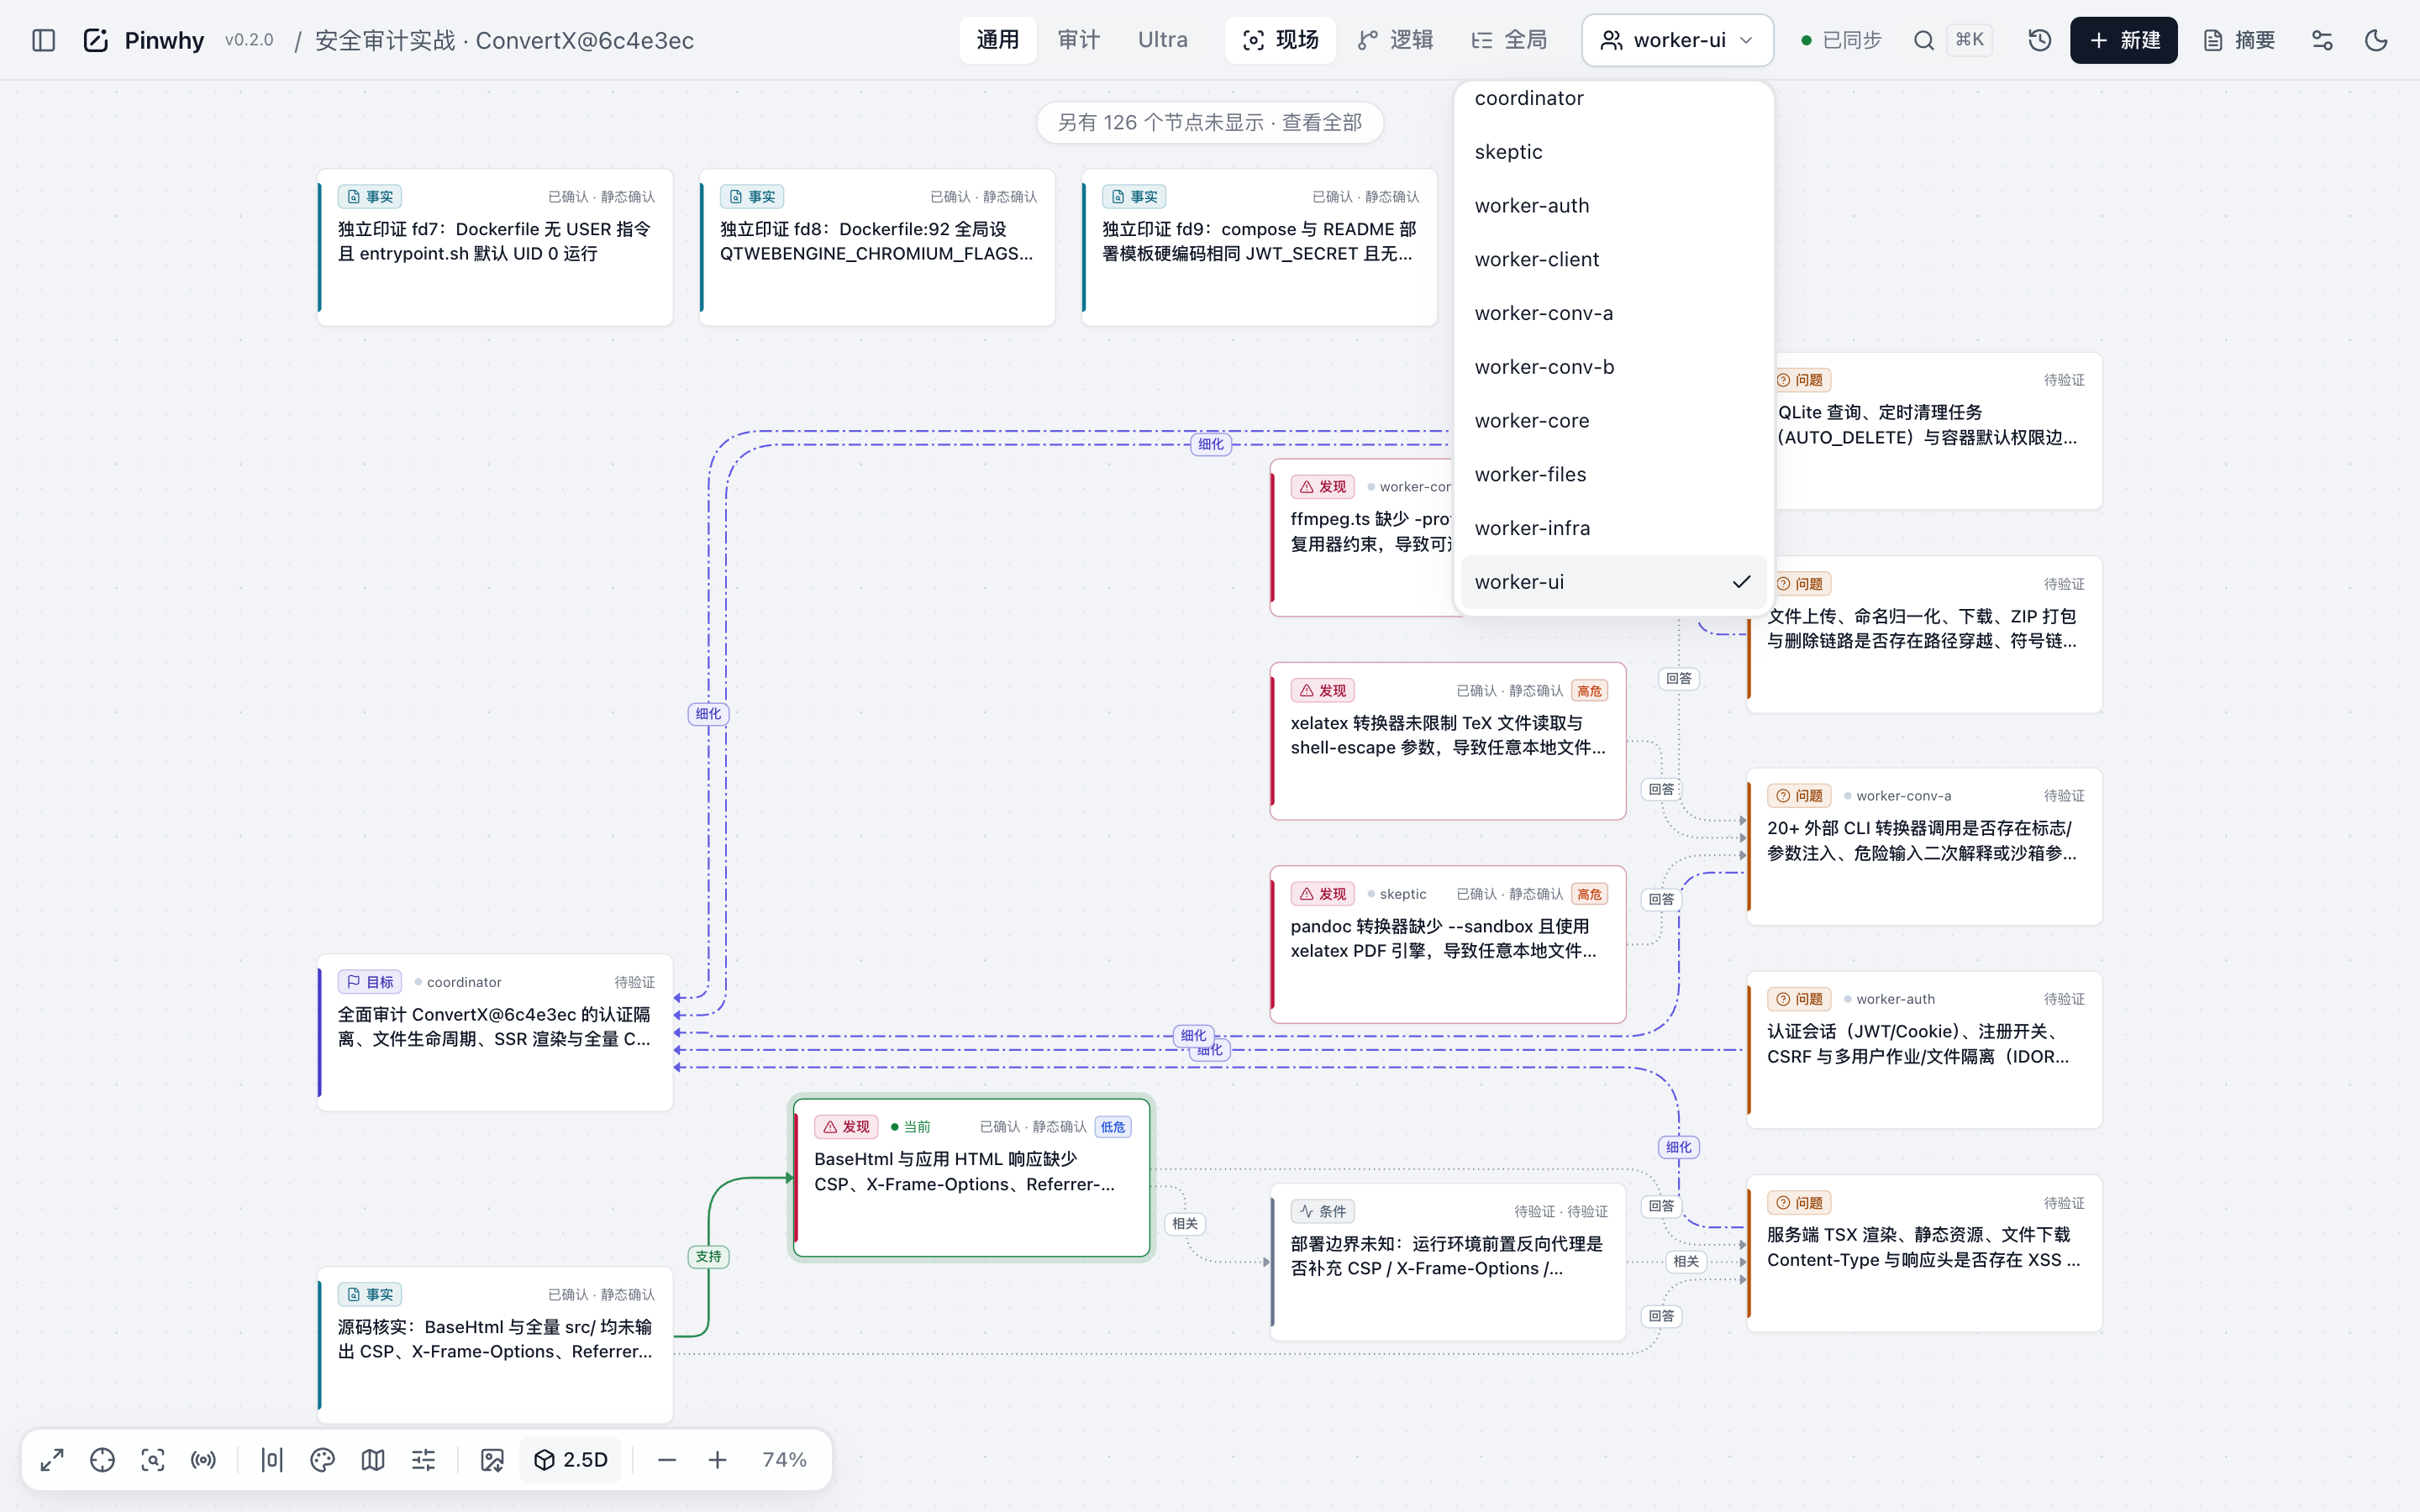 Pinwhy v0.2.0 / 安全审计实战 · ConvertX@6c4e3ec
通用 审计 Ultra 现场 逻辑 全局 worker-ui 已同步 ⌘K 新建 摘要
另有 126 个节点未显示 · 查看全部
coordinator
skeptic
worker-auth
worker-client
worker-conv-a
worker-conv-b
worker-core
worker-files
worker-infra
worker-ui
事实 已确认 · 静态确认
独立印证 fd7：Dockerfile 无 USER 指令
且 entrypoint.sh 默认 UID 0 运行
事实 已确认 · 静态确认
独立印证 fd8：Dockerfile:92 全局设
QTWEBENGINE_CHROMIUM_FLAGS...
事实 已确认 · 静态确认
独立印证 fd9：compose 与 README 部
署模板硬编码相同 JWT_SECRET 且无...
问题 待验证
QLite 查询、定时清理任务
（AUTO_DELETE）与容器默认权限边...
细化
发现 worker-con
ffmpeg.ts 缺少 -pro
复用器约束，导致可
问题 待验证
文件上传、命名归一化、下载、ZIP 打包
与删除链路是否存在路径穿越、符号链...
回答
细化
发现 已确认 · 静态确认 高危
xelatex 转换器未限制 TeX 文件读取与
shell-escape 参数，导致任意本地文件...
回答
问题 worker-conv-a 待验证
20+ 外部 CLI 转换器调用是否存在标志/
参数注入、危险输入二次解释或沙箱参...
发现 skeptic 已确认 · 静态确认 高危
pandoc 转换器缺少 --sandbox 且使用
xelatex PDF 引擎，导致任意本地文件...
回答
目标 coordinator 待验证
全面审计 ConvertX@6c4e3ec 的认证隔
离、文件生命周期、SSR 渲染与全量 C...
细化
细化
问题 worker-auth 待验证
认证会话（JWT/Cookie）、注册开关、
CSRF 与多用户作业/文件隔离（IDOR...
发现 当前 已确认 · 静态确认 低危
BaseHtml 与应用 HTML 响应缺少
CSP、X-Frame-Options、Referrer-...
细化
相关
回答
条件 待验证 · 待验证
部署边界未知：运行环境前置反向代理是
否补充 CSP / X-Frame-Options /...
相关
问题 待验证
服务端 TSX 渲染、静态资源、文件下载
Content-Type 与响应头是否存在 XSS ...
支持
回答
事实 已确认 · 静态确认
源码核实：BaseHtml 与全量 src/ 均未输
出 CSP、X-Frame-Options、Referrer...
2.5D 74%